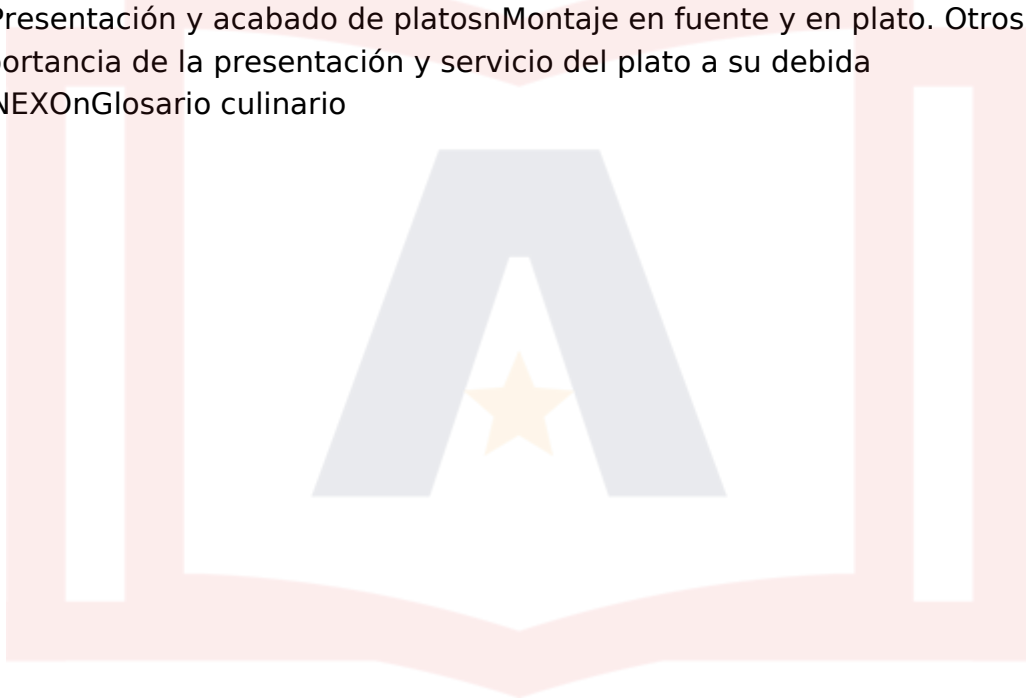 Presentación y acabado de platosnMontaje en fuente y en plato. Otros
portancia de la presentación y servicio del plato a su debida
NEXOnGlosario culinario